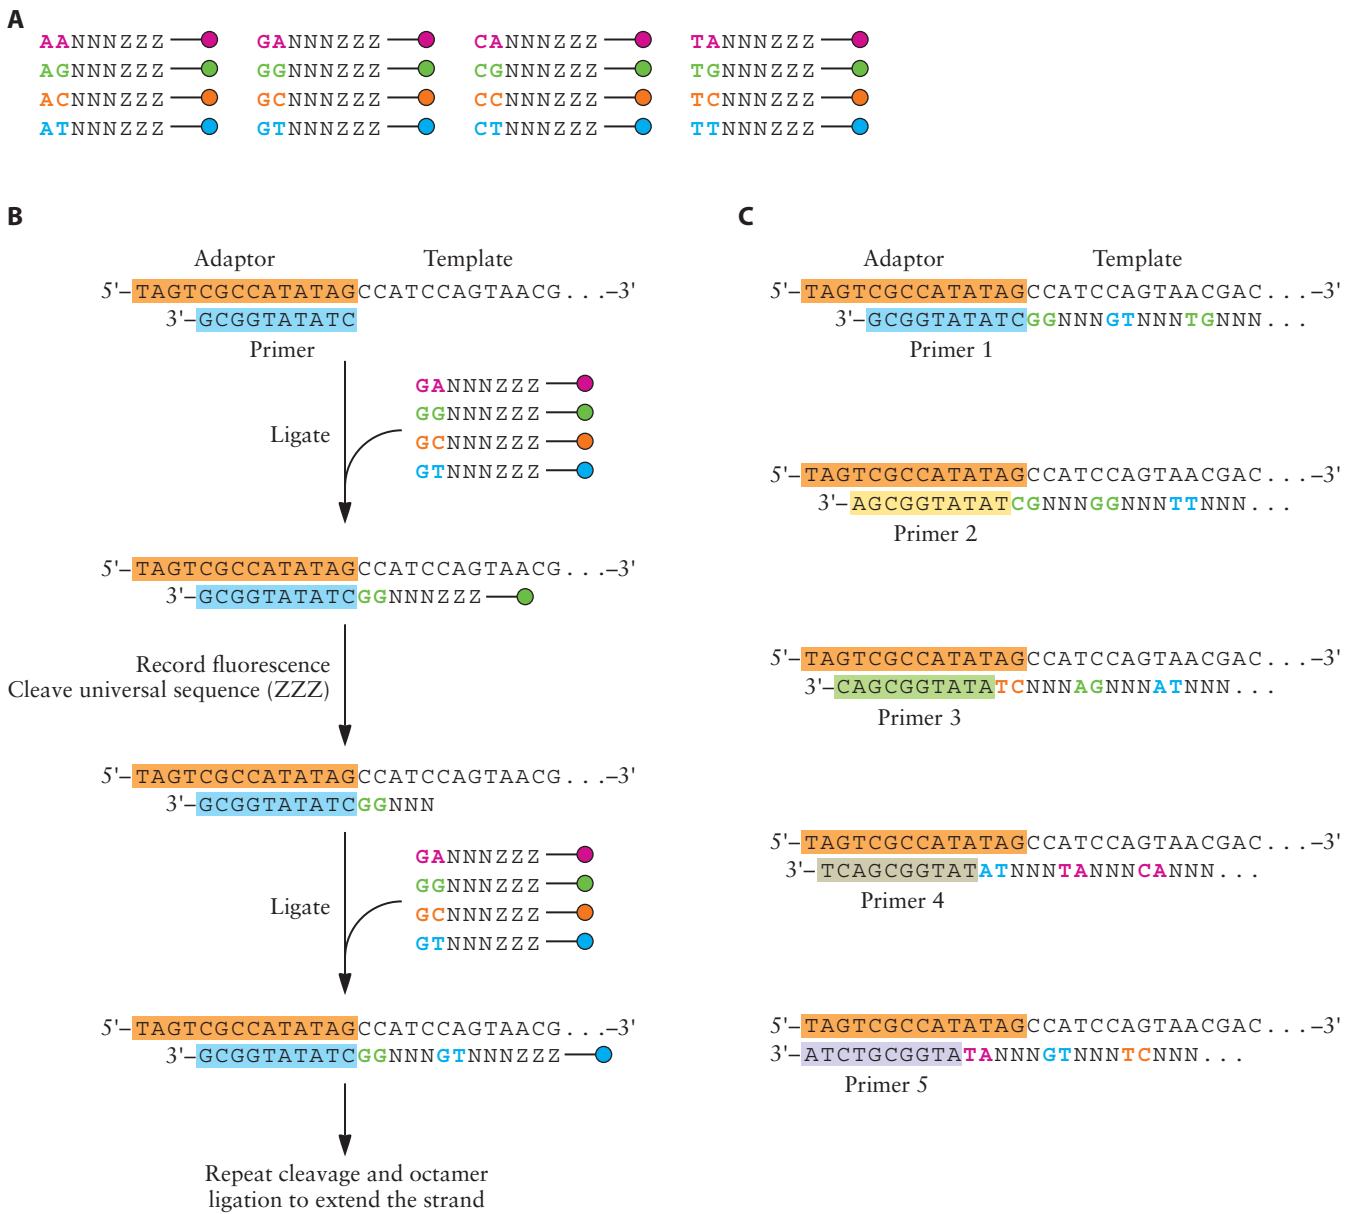 A
AANNNZZZ GANNNZZZ CANNNZZZ TANNNZZZ
AGNNNZZZ GGNNNZZZ CGNNNZZZ TGNNNZZZ
ACNNNZZZ GCNNNZZZ CCNNNZZZ TCNNNZZZ
ATNNNZZZ GTNNNZZZ CTNNNZZZ TTNNNZZZ
B
Adaptor Template
5'–TAGTCGCCATATAGCCATCCAGTAACG...–3'
3'–GCGGTATATC
Primer
GANNNZZZ
GGNNNZZZ
GCNNNZZZ
GTNNNZZZ
Ligate
5'–TAGTCGCCATATAGCCATCCAGTAACG...–3'
3'–GCGGTATATCGGNNNZZZ
Record fluorescence
Cleave universal sequence (ZZZ)
5'–TAGTCGCCATATAGCCATCCAGTAACG...–3'
3'–GCGGTATATCGGNNN
GANNNZZZ
GGNNNZZZ
GCNNNZZZ
GTNNNZZZ
Ligate
5'–TAGTCGCCATATAGCCATCCAGTAACG...–3'
3'–GCGGTATATCGGNNNGTNNNZZZ
Repeat cleavage and octamer
ligation to extend the strand
C
Adaptor Template
5'–TAGTCGCCATATAGCCATCCAGTAACGAC...–3'
3'–GCGGTATATCGGNNNGTNNNTGNNN...
Primer 1
5'–TAGTCGCCATATAGCCATCCAGTAACGAC...–3'
3'–AGCGGTATATCGNNNGGNNNTTNNN...
Primer 2
5'–TAGTCGCCATATAGCCATCCAGTAACGAC...–3'
3'–CAGCGGTATATCNNNAGNNNATNNN...
Primer 3
5'–TAGTCGCCATATAGCCATCCAGTAACGAC...–3'
3'–TCAGCGGTATATNNNTANNNCANNN...
Primer 4
5'–TAGTCGCCATATAGCCATCCAGTAACGAC...–3'
3'–ATCTGCGGTATANNNGTNNNTCNNN...
Primer 5